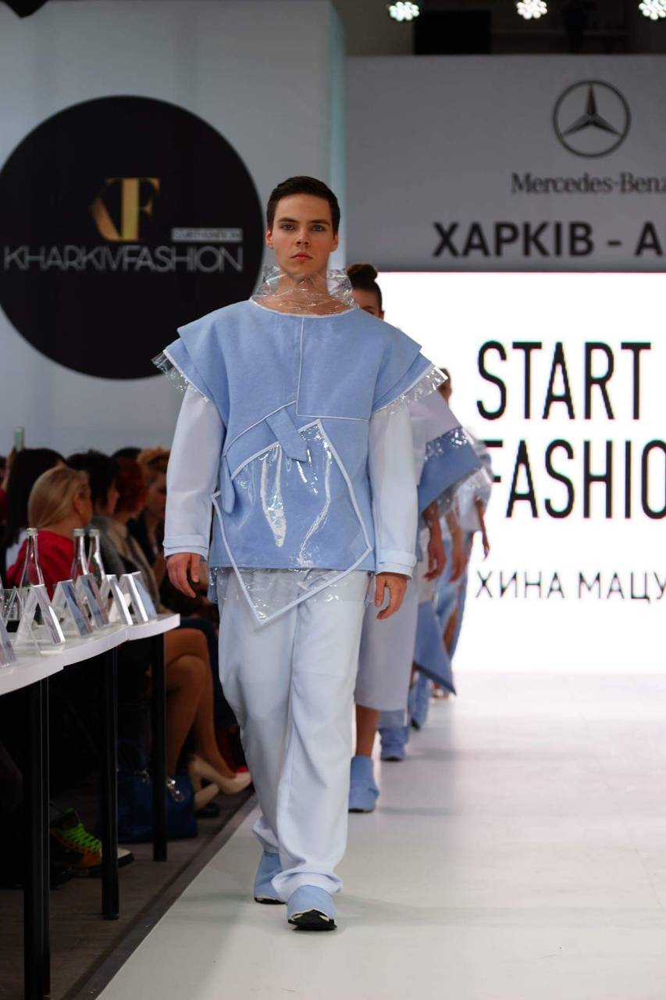 KF
KHARKIVFASHION
Mercedes-Benz
ХАРКІВ - А
START
FASHIO
ХИНА МАЦУ